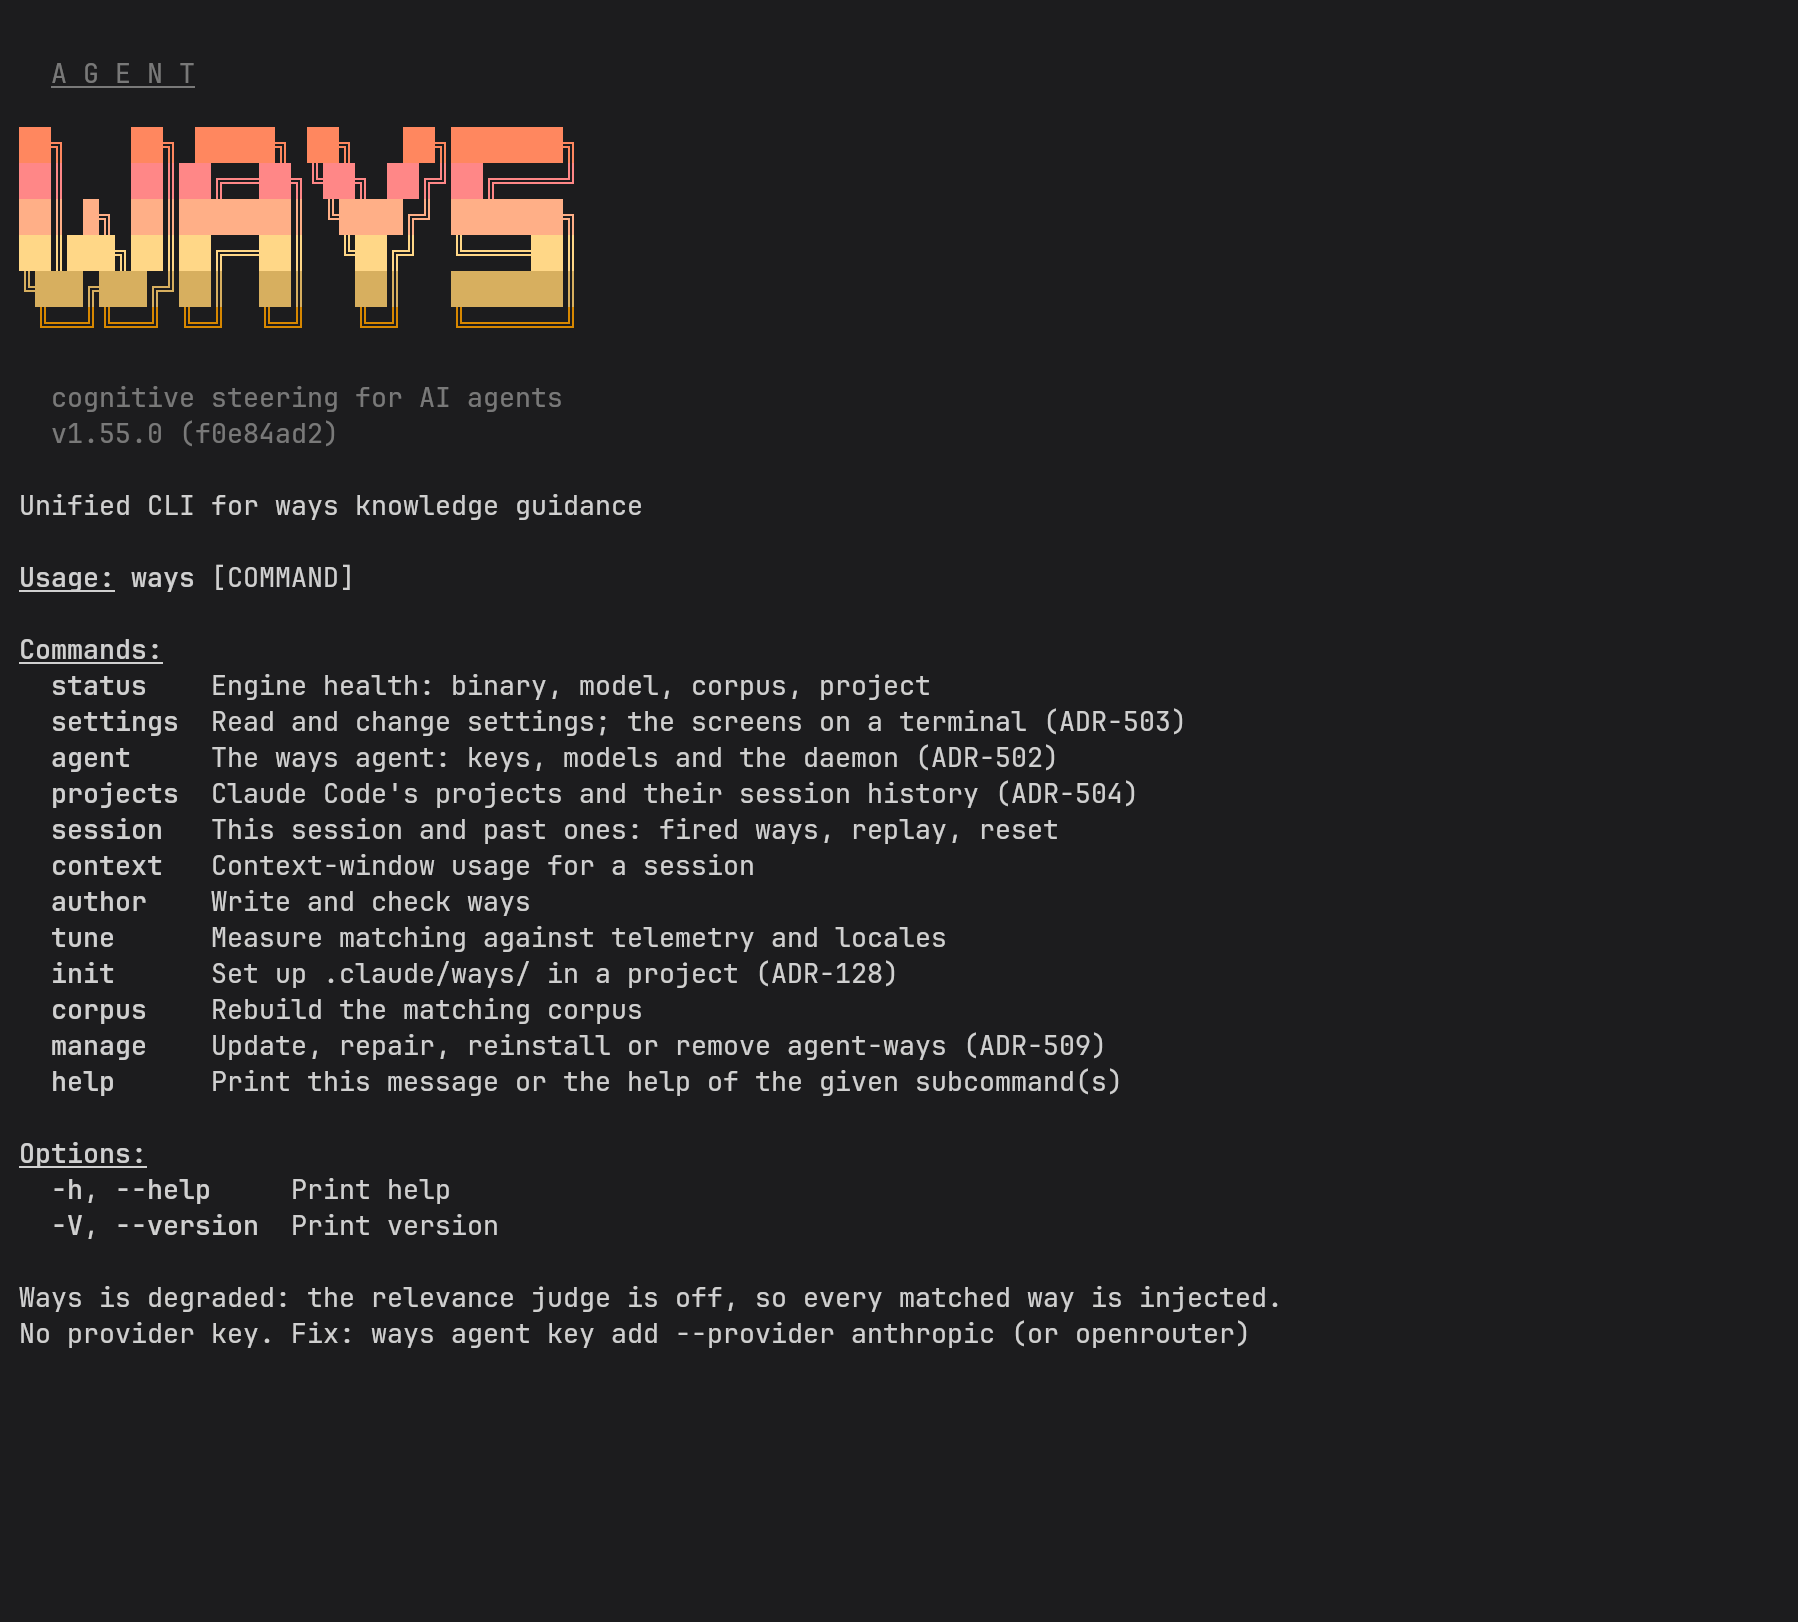 A G E N T
WAYS
cognitive steering for AI agents
v1.55.0 (f0e84ad2)
Unified CLI for ways knowledge guidance
Usage: ways [COMMAND]
Commands:
status    Engine health: binary, model, corpus, project
settings  Read and change settings; the screens on a terminal (ADR-503)
agent     The ways agent: keys, models and the daemon (ADR-502)
projects  Claude Code's projects and their session history (ADR-504)
session   This session and past ones: fired ways, replay, reset
context   Context-window usage for a session
author    Write and check ways
tune      Measure matching against telemetry and locales
init      Set up .claude/ways/ in a project (ADR-128)
corpus    Rebuild the matching corpus
manage    Update, repair, reinstall or remove agent-ways (ADR-509)
help      Print this message or the help of the given subcommand(s)
Options:
-h, --help     Print help
-V, --version  Print version
Ways is degraded: the relevance judge is off, so every matched way is injected.
No provider key. Fix: ways agent key add --provider anthropic (or openrouter)